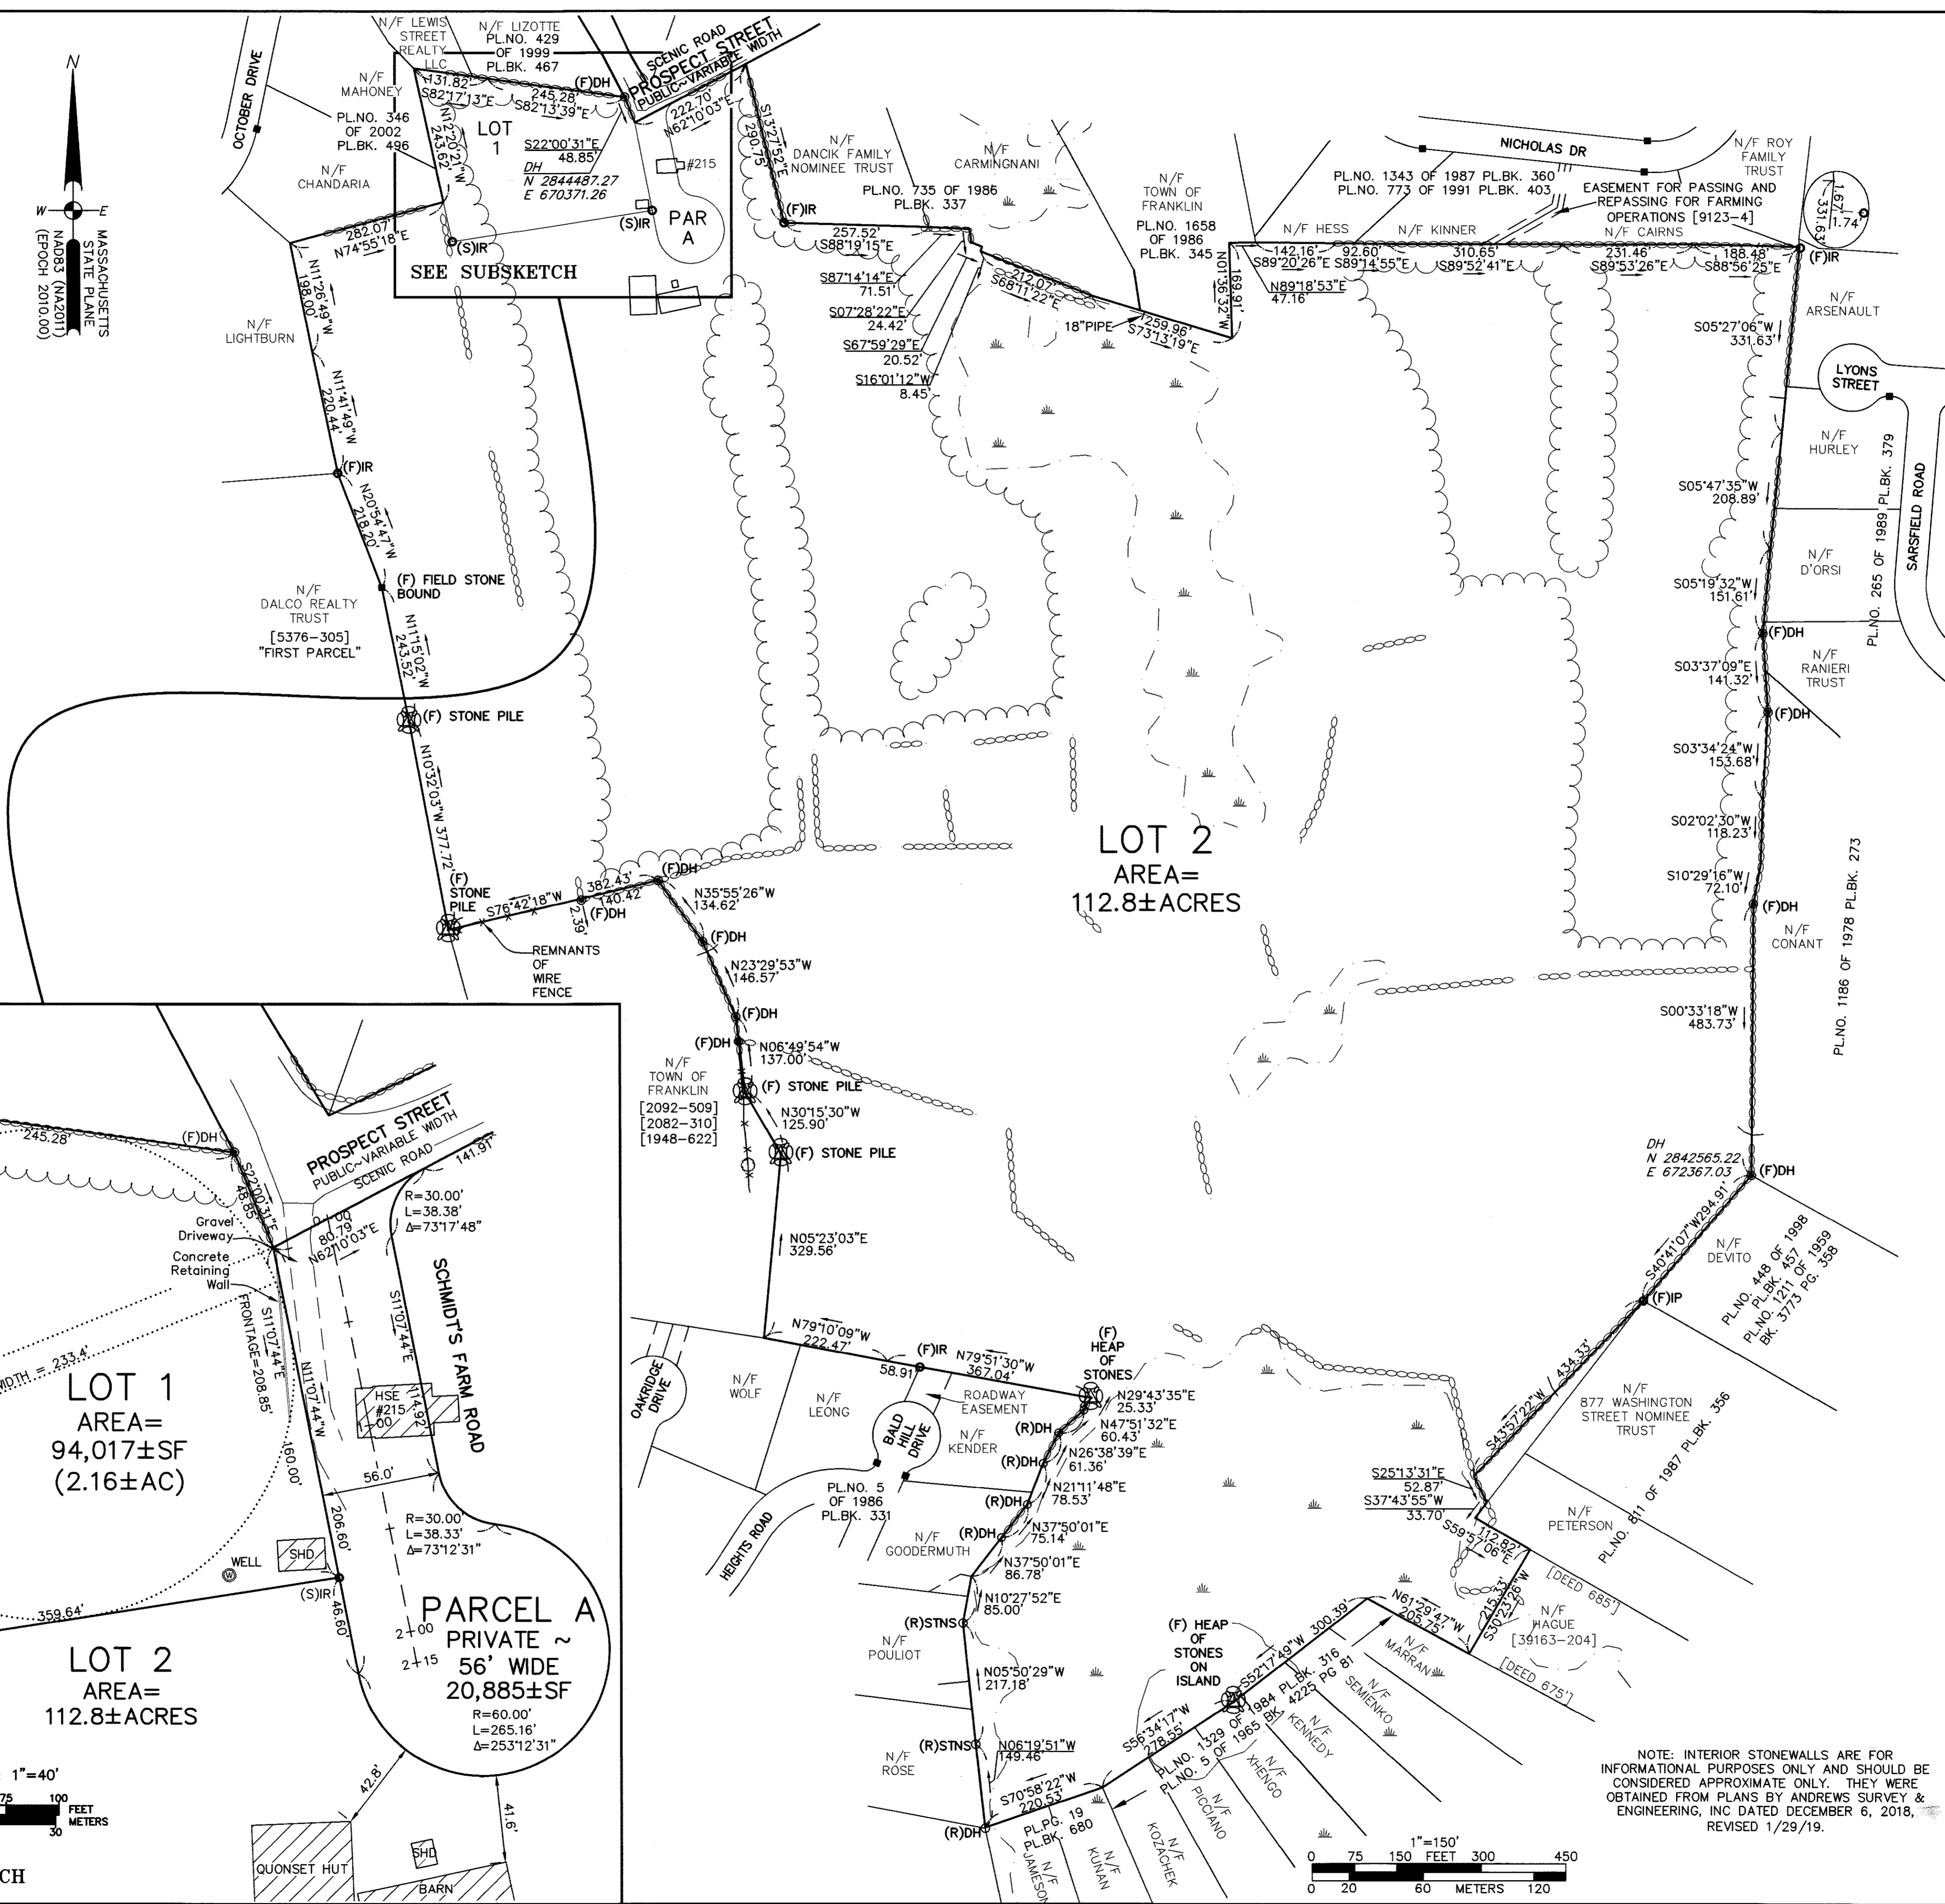 N
W
E
MASSACHUSETTS
STATE PLANE
NAD83 (NA2011)
(EPOCH 2010.00)
OCTOBER DRIVE
N/F LEWIS
STREET
REALTY
LLC
N/F LIZOTTE
PL.NO. 429
OF 1999
PL.BK. 467
N/F
MAHONEY
PL.NO. 346
OF 2002
PL.BK. 496
N/F
CHANDARIA
131.82'
S82°17'13"E
245.28'
S82°13'39"E
(F)DH
SCENIC ROAD
PROSPECT STREET
PUBLIC~VARIABLE WIDTH
222.70'
N62°10'03"E
N12°20'21"W
243.62'
LOT
1
S22°00'31"E
48.85'
DH
N 2844487.27
E 670371.26
#215
PAR
A
(S)IR
(S)IR
SEE SUBSKETCH
282.07'
N74°55'18"E
S13°27'52"E
290.75'
N/F
DANCIK FAMILY
NOMINEE TRUST
PL.NO. 735 OF 1986
PL.BK. 337
N/F
CARMINGNANI
(F)IR
257.52'
S88°19'15"E
S87°14'14"E
71.51'
S07°28'22"E
24.42'
S67°59'29"E
20.52'
S16°01'12"W
8.45'
212.07'
S68°11'22"E
18"PIPE
259.96'
S73°13'19"E
N/F
TOWN OF
FRANKLIN
PL.NO. 1658
OF 1986
PL.BK. 345
N01°36'32"W
169.91'
NICHOLAS DR
PL.NO. 1343 OF 1987 PL.BK. 360
PL.NO. 773 OF 1991 PL.BK. 403
N/F ROY
FAMILY
TRUST
EASEMENT FOR PASSING AND
REPASSING FOR FARMING
OPERATIONS [9123-4]
N/F HESS
N/F KINNER
N/F CAIRNS
142.16'
S89°20'26"E
92.60'
S89°14'55"E
310.65'
S89°52'41"E
231.46'
S89°53'26"E
188.48'
S88°56'25"E
N89°18'53"E
47.16'
1.67'
331.63'
1.74'
(F)IR
N/F
ARSENAULT
S05°27'06"W
331.63'
LYONS
STREET
N/F
HURLEY
S05°47'35"W
208.89'
PL.NO. 265 OF 1989 PL.BK. 379
SARSFIELD ROAD
N/F
D'ORSI
S05°19'32"W
151.61'
(F)DH
N/F
RANIERI
TRUST
S03°37'09"E
141.32'
(F)DH
S03°34'24"W
153.68'
S02°02'30"W
118.23'
S10°29'16"W
72.10'
(F)DH
N/F
CONANT
PL.NO. 1186 OF 1978 PL.BK. 273
S00°33'18"W
483.73'
DH
N 2842565.22
E 672367.03
(F)DH
N/F
LIGHTBURN
N11°26'49"W
198.00'
N11°41'49"W
220.44'
(F)IR
N20°54'47"W
218.20'
(F) FIELD STONE
BOUND
N/F
DALCO REALTY
TRUST
[5376-305]
"FIRST PARCEL"
N11°15'02"W
243.52'
(F) STONE PILE
N10°32'03"W 377.72'
(F)
STONE
PILE
S76°42'18"W
382.43'
140.42'
2.39'
(F)DH
(F)DH
REMNANTS
OF
WIRE
FENCE
N35°55'26"W
134.62'
(F)DH
N23°29'53"W
146.57'
(F)DH
(F)DH
N06°49'54"W
137.00'
N/F
TOWN OF
FRANKLIN
[2092-509]
[2082-310]
[1948-622]
(F) STONE PILE
N30°15'30"W
125.90'
(F) STONE PILE
N05°23'03"E
329.56'
LOT 2
AREA=
112.8±ACRES
N79°10'09"W
222.47'
58.91'
(F)IR
N79°51'30"W
367.04'
(F)
HEAP
OF
STONES
OAKRIDGE
DRIVE
N/F
WOLF
N/F
LEONG
BALD
HILL
DRIVE
ROADWAY
EASEMENT
N/F
KENDER
HEIGHTS ROAD
PL.NO. 5
OF 1986
PL.BK. 331
N/F
GOODERMUTH
N29°43'35"E
25.33'
(R)DH
N47°51'32"E
60.43'
(R)DH
N26°38'39"E
61.36'
(R)DH
N21°11'48"E
78.53'
(R)DH
N37°50'01"E
75.14'
N37°50'01"E
86.78'
N10°27'52"E
85.00'
(R)STNS
N/F
POULIOT
N05°50'29"W
217.18'
(R)STNS
N06°19'51"W
149.46'
N/F
ROSE
(R)DH
S70°58'22"W
220.53'
PL.PG. 19
PL.BK. 680
N/F
JAMESON
N/F
KUNAN
N/F
KOZACHEK
N/F
PICCIANO
N/F
XHENGO
N/F
KENNEDY
N/F
SEMIENKO
N/F
MARRAN
S56°34'17"W
278.55'
PL.NO. 1329 OF 1984 PL.BK. 316
PL.NO. 5 OF 1965 BK. 4225 PG 81
(F) HEAP
OF
STONES
ON
ISLAND
S52°17'49"W 300.39'
N61°29'47"W
205.75'
[DEED 675']
215.33'
S30°23'26"W
N/F
HAGUE
[39163-204]
[DEED 685']
112.82'
S59°57'06"E
S37°43'55"W
33.70'
S25°13'31"E
52.87'
N/F
PETERSON
PL.NO. 811 OF 1987 PL.BK. 356
N/F
877 WASHINGTON
STREET NOMINEE
TRUST
S43°57'22"W 434.33'
(F)IP
S40°41'07"W 294.91'
N/F
DEVITO
PL.NO. 448 OF 1998
PL.BK. 457
PL.NO. 1211 OF 1959
BK. 3773 PG. 358
NOTE: INTERIOR STONEWALLS ARE FOR
INFORMATIONAL PURPOSES ONLY AND SHOULD BE
CONSIDERED APPROXIMATE ONLY. THEY WERE
OBTAINED FROM PLANS BY ANDREWS SURVEY &
ENGINEERING, INC DATED DECEMBER 6, 2018,
REVISED 1/29/19.
1"=150'
0 75 150 FEET 300 450
0 20 60 METERS 120
245.28'
(F)DH
S22°00'31"E
48.85'
PROSPECT STREET
PUBLIC~VARIABLE WIDTH
SCENIC ROAD
141.91'
Gravel
Driveway
Concrete
Retaining
Wall
0+00
80.79
N62°10'03"E
R=30.00'
L=38.38'
Δ=73°17'48"
SCHMIDT'S FARM ROAD
S11°07'44"E
FRONTAGE=208.85'
N11°07'44"W
160.00'
S11°07'44"E
114.92'
HSE
#215
1+00
56.0'
IDTH = 233.4'
LOT 1
AREA=
94,017±SF
(2.16±AC)
206.60'
R=30.00'
L=38.33'
Δ=73°12'31"
SHD
WELL
W
(S)IR
359.64'
46.60'
2+00
2+15
PARCEL A
PRIVATE ~
56' WIDE
20,885±SF
R=60.00'
L=265.16'
Δ=253°12'31"
LOT 2
AREA=
112.8±ACRES
42.8'
41.6'
1"=40'
75 100
FEET
METERS
30
QUONSET HUT
SHD
BARN
CH